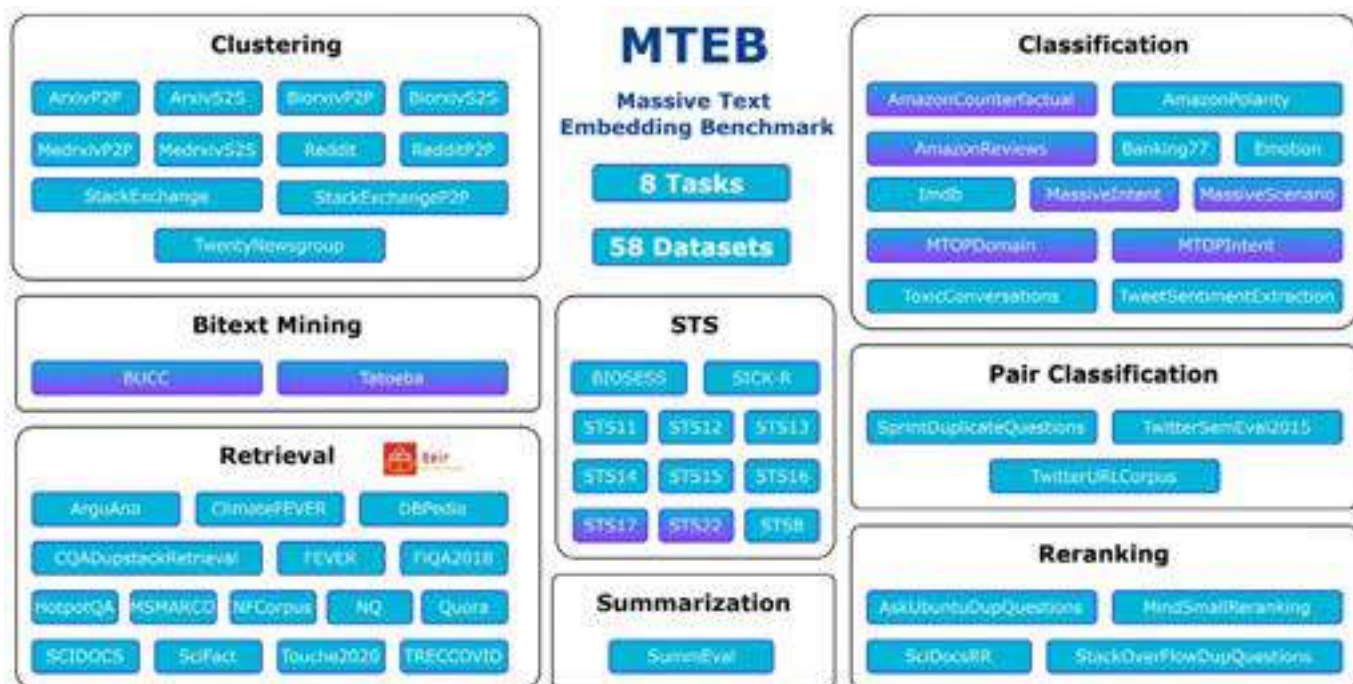 Clustering
ArxivP2P ArxivS2S BiorxivP2P BiorxivS2S
MedrxivP2P MedrxivS2S Reddit RedditP2P
StackExchange StackExchangeP2P
TwentyNewsgroup
Bitext Mining
BUCC Tatoeba
Retrieval
ArguAna ClimateFEVER DBPedia
CQADupstackRetrieval FEVER FiQA2018
HotpotQA MSMARCO NFCorpus NQ Quora
SCIDOCS SciFact Touche2020 TRECCOVID
MTEB
Massive Text
Embedding Benchmark
8 Tasks
58 Datasets
STS
BIOSESS SICK-R
STS11 STS12 STS13
STS14 STS15 STS16
STS17 STS22 STSB
Summarization
SummEval
Classification
AmazonCounterfactual AmazonPolarity
AmazonReviews Banking77 Emotion
Imdb MassiveIntent MassiveScenario
MTOPDomain MTOPIntent
ToxicConversations TweetSentimentExtraction
Pair Classification
SprintDuplicateQuestions TwitterSemEval2015
TwitterURLCorpus
Reranking
AskUbuntuDupQuestions MindSmallReranking
SciDocsRR StackOverFlowDupQuestions